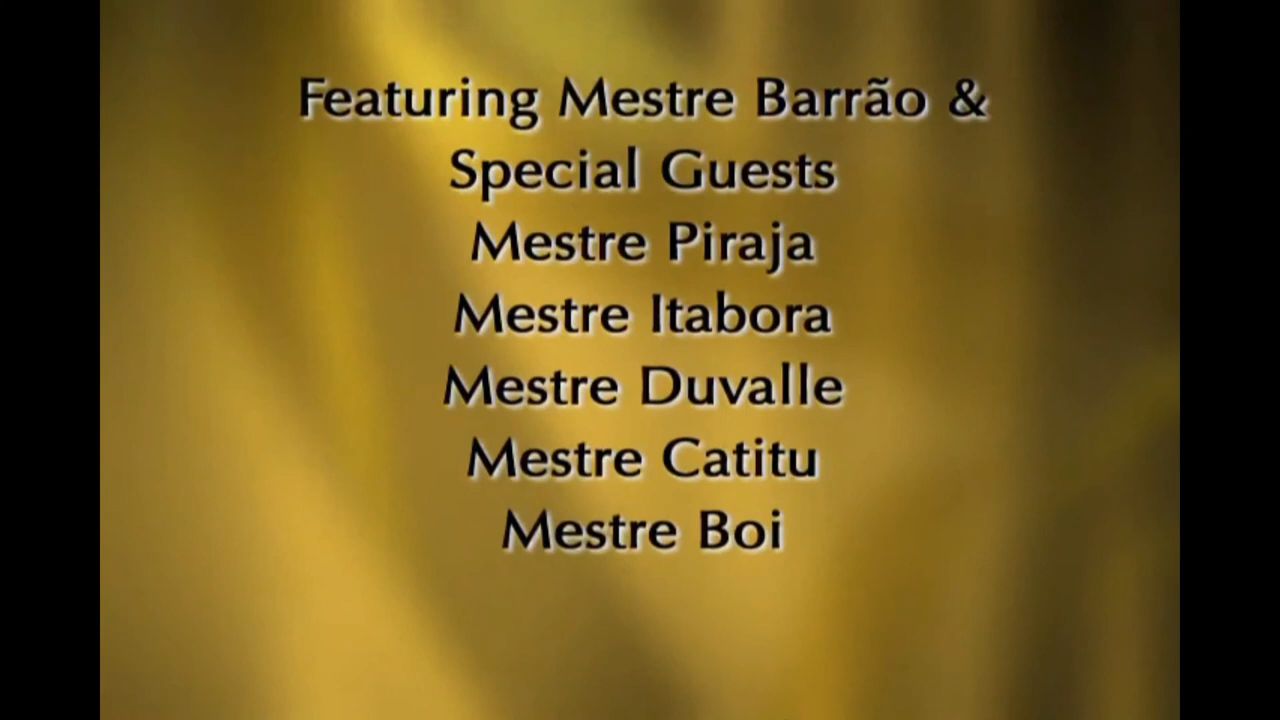 Featuring Mestre Barrão &
Special Guests
Mestre Piraja
Mestre Itabora
Mestre Duvalle
Mestre Catitu
Mestre Boi